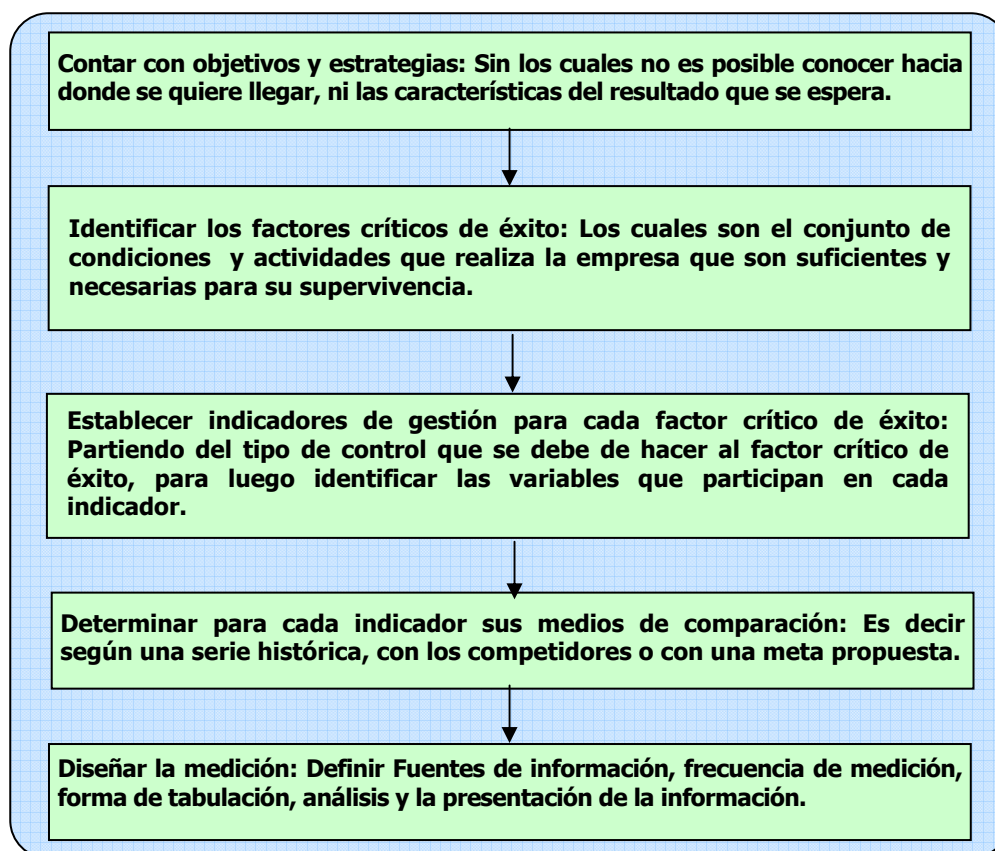 Contar con objetivos y estrategias: Sin los cuales no es posible conocer hacia
donde se quiere llegar, ni las características del resultado que se espera.
Identificar los factores críticos de éxito: Los cuales son el conjunto de
condiciones y actividades que realiza la empresa que son suficientes y
necesarias para su supervivencia.
Establecer indicadores de gestión para cada factor crítico de éxito:
Partiendo del tipo de control que se debe de hacer al factor crítico de
éxito, para luego identificar las variables que participan en cada
indicador.
Determinar para cada indicador sus medios de comparación: Es decir
según una serie histórica, con los competidores o con una meta propuesta.
Diseñar la medición: Definir Fuentes de información, frecuencia de medición,
forma de tabulación, análisis y la presentación de la información.